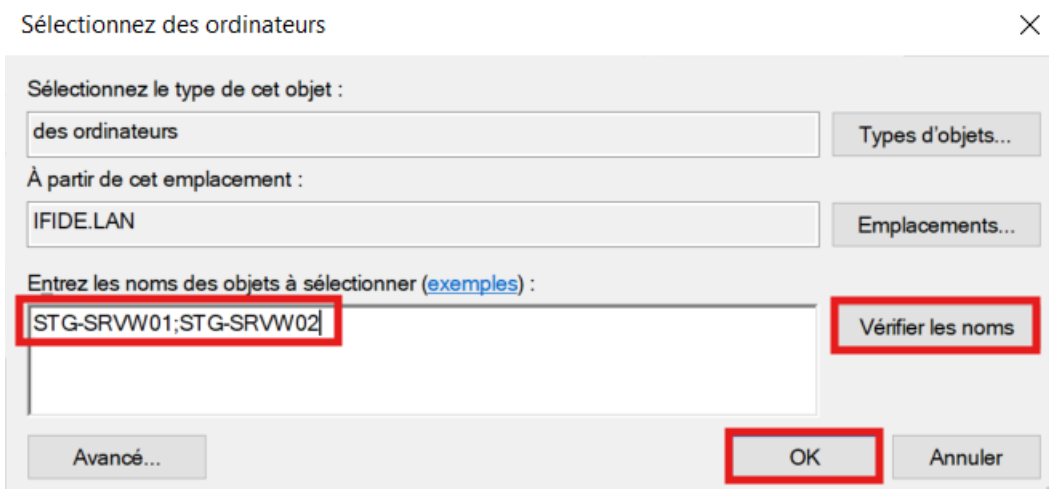 Sélectionnez des ordinateurs
Sélectionnez le type de cet objet :
des ordinateurs
Types d'objets...
À partir de cet emplacement :
IFIDE.LAN
Emplacements...
Entrez les noms des objets à sélectionner (exemples) :
STG-SRVW01;STG-SRVW02
Vérifier les noms
Avancé...
OK
Annuler